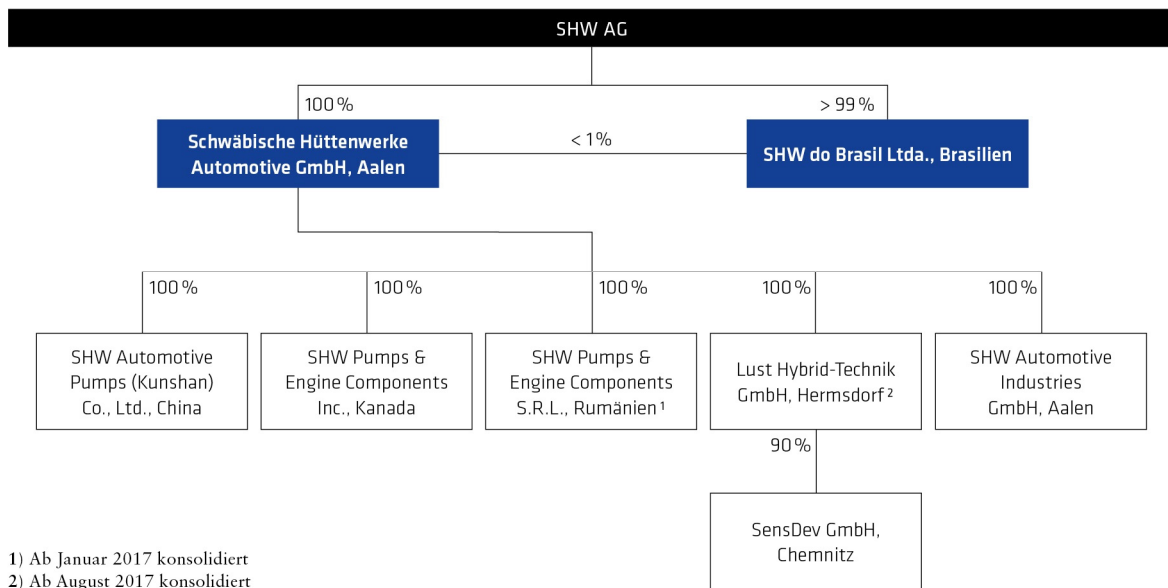 SHW AG
100 %
> 99 %
Schwäbische Hüttenwerke
Automotive GmbH, Aalen
< 1 %
SHW do Brasil Ltda., Brasilien
100 %
100 %
100 %
100 %
100 %
SHW Automotive
Pumps (Kunshan)
Co., Ltd., China
SHW Pumps &
Engine Components
Inc., Kanada
SHW Pumps &
Engine Components
S.R.L., Rumänien ¹
Lust Hybrid-Technik
GmbH, Hermsdorf ²
SHW Automotive
Industries
GmbH, Aalen
90 %
SensDev GmbH,
Chemnitz
1) Ab Januar 2017 konsolidiert
2) Ab August 2017 konsolidiert